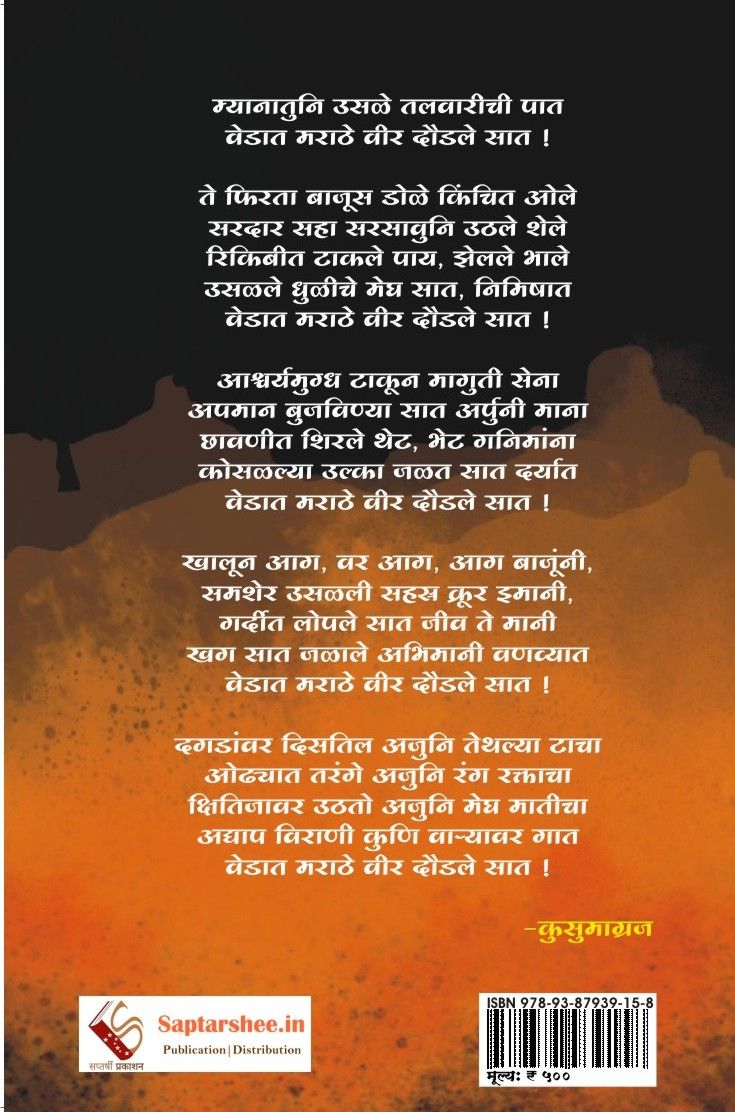 म्यानातुनि उसळे तलवारीची पात
वेडात मराठे वीर दौडले सात !
ते फिरता बाजूस डोळे किंचित ओले
सरदार सहा सरसावुनि उठले शेले
रिकिबीत टाकले पाय, झेलले भाले
उसळले धुळीचे मेघ सात, निमिषात
वेडात मराठे वीर दौडले सात !
आश्चर्यमुग्ध टाकून मागुती सेना
अपमान बुजविण्या सात अर्पुनी माना
छावणीत शिरले थेट, भेट गनिमांना
कोसळल्या उल्का जळत सात दर्यात
वेडात मराठे वीर दौडले सात !
खालून आग, वर आग, आग बाजूंनी,
समशेर उसळली सहस्र क्रूर इमानी,
गर्दीत लोपले सात जीव ते मानी
खग सात जळाले अभिमानी वणव्यात
वेडात मराठे वीर दौडले सात !
दगडांवर दिसतिल अजुनि तेथल्या टाचा
ओढ्यात तरंगे अजुनि रंग रक्ताचा
क्षितिजावर उठतो अजुनि मेघ मातीचा
अद्याप विराणी कुणि वाऱ्यावर गात
वेडात मराठे वीर दौडले सात !
-कुसुमाग्रज
सप्तर्षी प्रकाशन
Saptarshee.in
Publication|Distribution
ISBN 978-93-87939-15-8
मूल्य: ₹ ५००